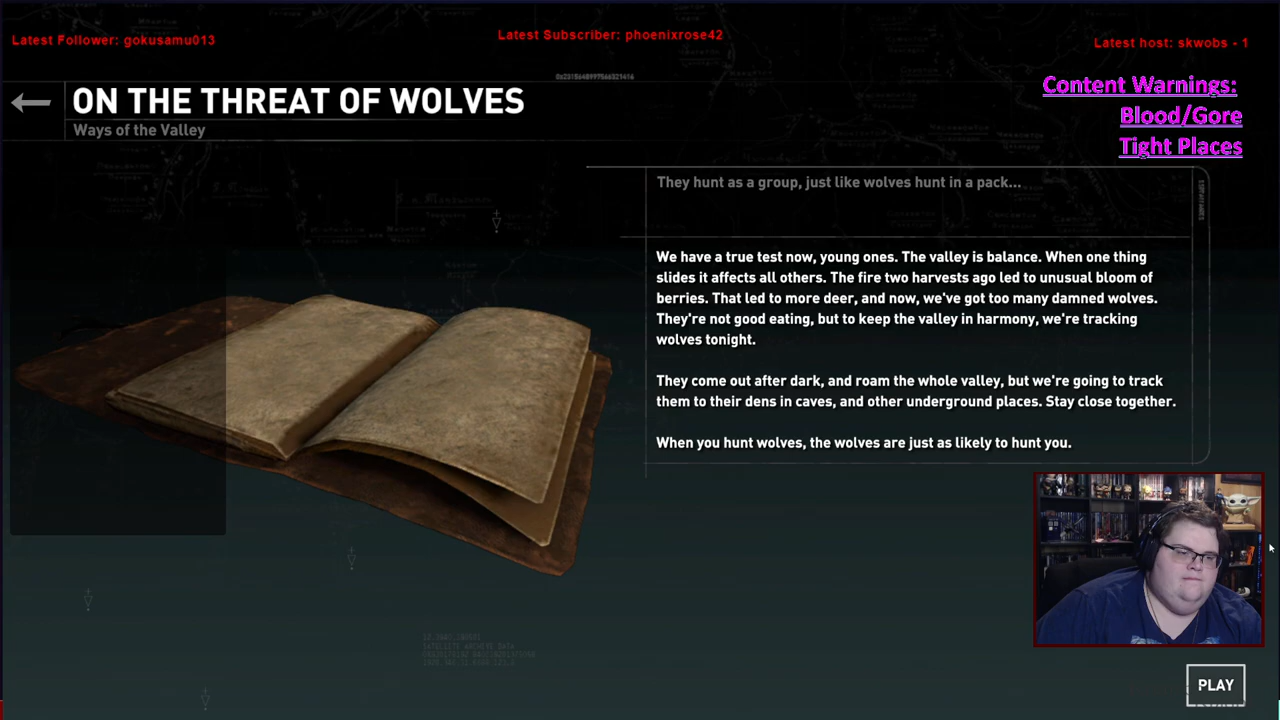 Latest Follower: gokusamu013
Latest Subscriber: phoenixrose42
Latest host: skwobs - 1
ON THE THREAT OF WOLVES
Ways of the Valley
Content Warnings:
Blood/Gore
Tight Places
They hunt as a group, just like wolves hunt in a pack...
We have a true test now, young ones. The valley is balance. When one thing
slides it affects all others. The fire two harvests ago led to unusual bloom of
berries. That led to more deer, and now, we've got too many damned wolves.
They're not good eating, but to keep the valley in harmony, we're tracking
wolves tonight.
They come out after dark, and roam the whole valley, but we're going to track
them to their dens in caves, and other underground places. Stay close together.
When you hunt wolves, the wolves are just as likely to hunt you.
PLAY